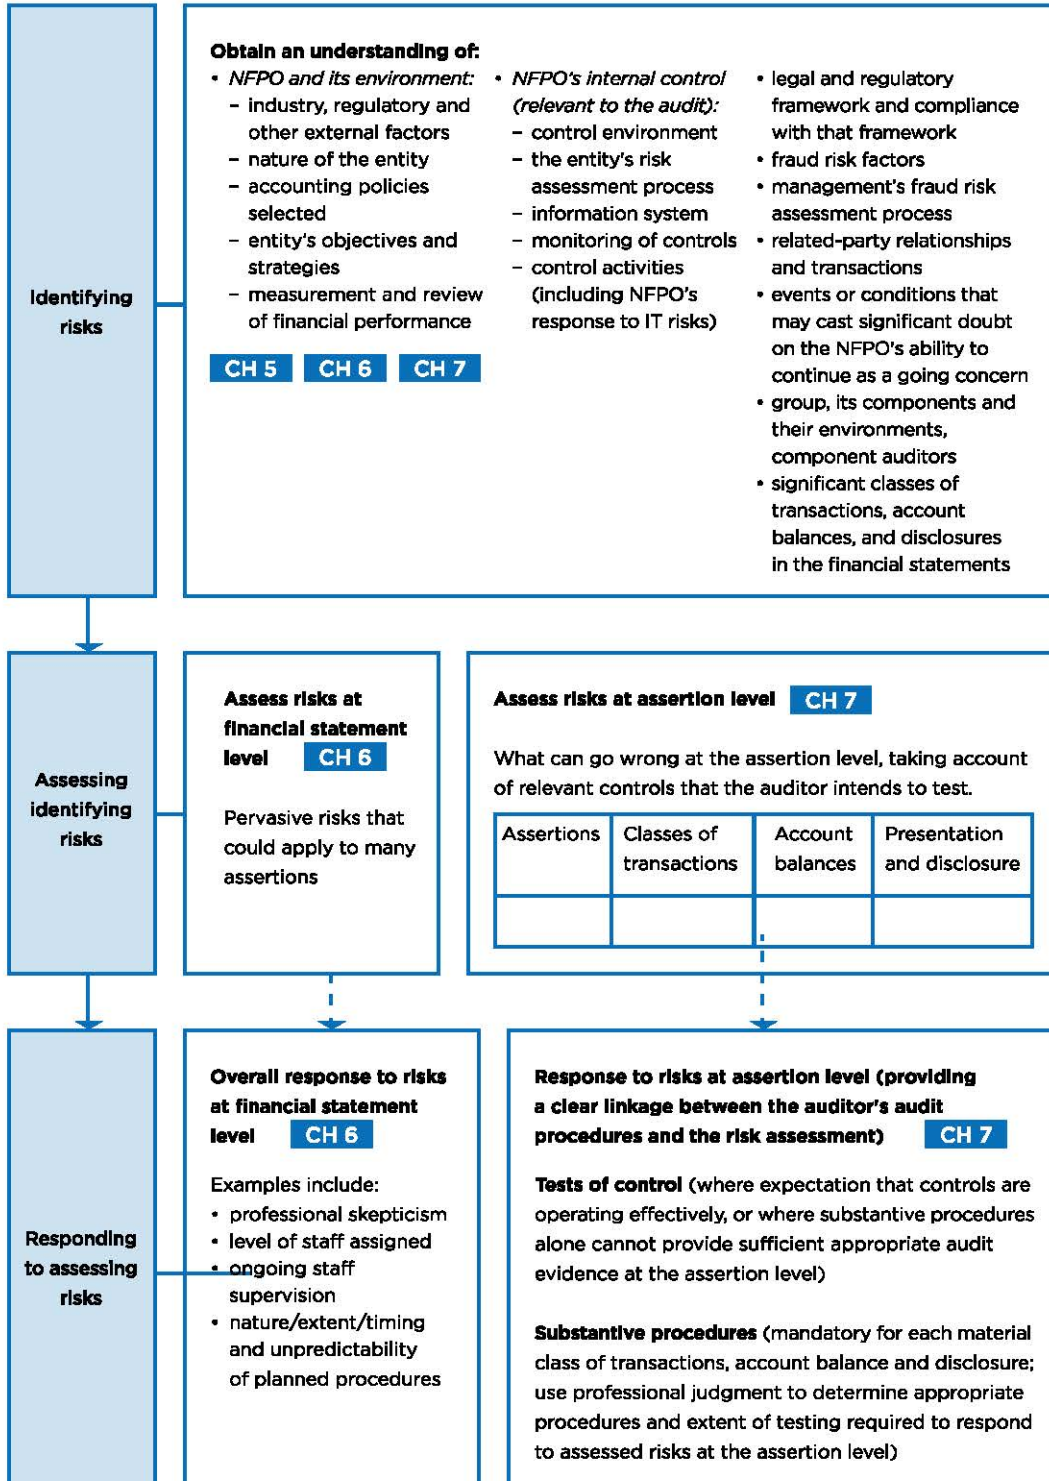 Identifying
risks
Obtain an understanding of:
• NFPO and its environment:
– industry, regulatory and
other external factors
– nature of the entity
– accounting policies
selected
– entity's objectives and
strategies
– measurement and review
of financial performance
CH 5 CH 6 CH 7
• NFPO's internal control
(relevant to the audit):
– control environment
– the entity's risk
assessment process
– information system
– monitoring of controls
– control activities
(including NFPO's
response to IT risks)
• legal and regulatory
framework and compliance
with that framework
• fraud risk factors
• management's fraud risk
assessment process
• related-party relationships
and transactions
• events or conditions that
may cast significant doubt
on the NFPO's ability to
continue as a going concern
• group, its components and
their environments,
component auditors
• significant classes of
transactions, account
balances, and disclosures
in the financial statements
Assessing
identifying
risks
Assess risks at
financial statement
level CH 6
Pervasive risks that
could apply to many
assertions
Assess risks at assertion level CH 7
What can go wrong at the assertion level, taking account
of relevant controls that the auditor intends to test.
Assertions
Classes of
transactions
Account
balances
Presentation
and disclosure
Responding
to assessing
risks
Overall response to risks
at financial statement
level CH 6
Examples include:
• professional skepticism
• level of staff assigned
• ongoing staff
supervision
• nature/extent/timing
and unpredictability
of planned procedures
Response to risks at assertion level (providing
a clear linkage between the auditor's audit
procedures and the risk assessment) CH 7
Tests of control (where expectation that controls are
operating effectively, or where substantive procedures
alone cannot provide sufficient appropriate audit
evidence at the assertion level)
Substantive procedures (mandatory for each material
class of transactions, account balance and disclosure;
use professional judgment to determine appropriate
procedures and extent of testing required to respond
to assessed risks at the assertion level)